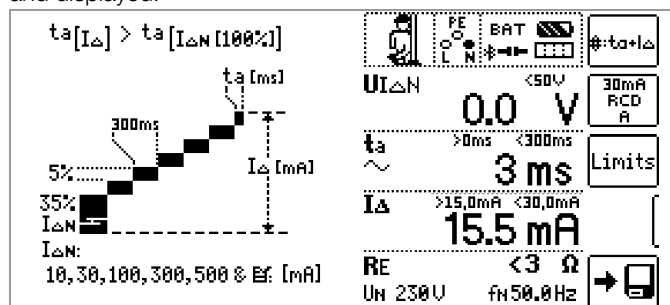 and displayed.
ta[I△] > ta[I△N [100%]]
ta [ms]
300ms
5%
I△ [mA]
35%
I△N
I△N:
10,30,100,300,500 & [mA]
PE
L N
BAT
#:ta+I△
UI△N <50V
0.0 V
30mA
RCD
A
ta >0ms <300ms
~ 3 ms
Limits
I△ >15,0mA <30,0mA
15.5 mA
RE <3 Ω
UN 230V fN50.0Hz